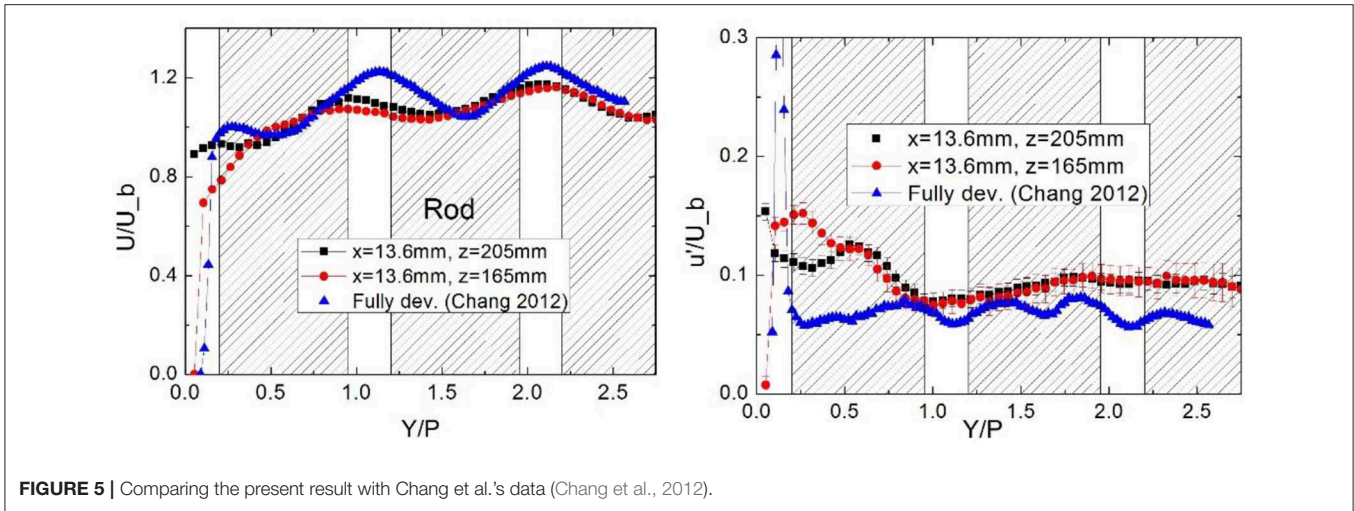 1.2
0.8
0.4
0.0
U/U_b
0.0
0.5
1.0
1.5
2.0
2.5
Y/P
Rod
x=13.6mm, z=205mm
x=13.6mm, z=165mm
Fully dev. (Chang 2012)
0.3
0.2
0.1
0.0
u'/U_b
0.0
0.5
1.0
1.5
2.0
2.5
Y/P
x=13.6mm, z=205mm
x=13.6mm, z=165mm
Fully dev. (Chang 2012)
FIGURE 5 | Comparing the present result with Chang et al.'s data (Chang et al., 2012).